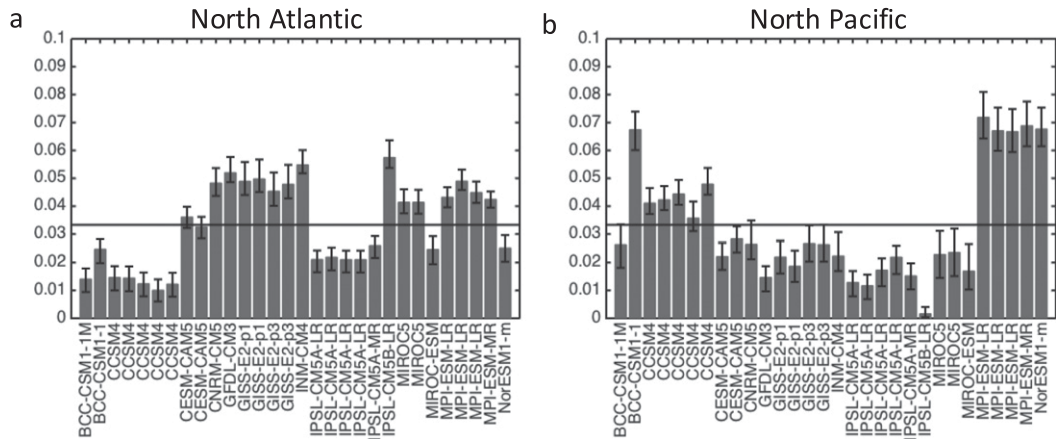 a
North Atlantic
0.1
0.09
0.08
0.07
0.06
0.05
0.04
0.03
0.02
0.01
0
BCC-CSM1-1M
BCC-CSM1-1
CCSM4
CCSM4
CCSM4
CCSM4
CCSM4
CESM-CAM5
CESM-CAM5
CNRM-CM5
GFDL-CM3
GISS-E2-p1
GISS-E2-p1
GISS-E2-p3
GISS-E2-p3
INM-CM4
IPSL-CM5A-LR
IPSL-CM5A-LR
IPSL-CM5A-LR
IPSL-CM5A-LR
IPSL-CM5A-MR
IPSL-CM5B-LR
MIROC5
MIROC5
MIROC-ESM
MPI-ESM-LR
MPI-ESM-LR
MPI-ESM-LR
MPI-ESM-MR
NorESM1-m
b
North Pacific
0.1
0.09
0.08
0.07
0.06
0.05
0.04
0.03
0.02
0.01
0
BCC-CSM1-1M
BCC-CSM1-1
CCSM4
CCSM4
CCSM4
CCSM4
CCSM4
CESM-CAM5
CESM-CAM5
CNRM-CM5
GFDL-CM3
GISS-E2-p1
GISS-E2-p1
GISS-E2-p3
GISS-E2-p3
INM-CM4
IPSL-CM5A-LR
IPSL-CM5A-LR
IPSL-CM5A-LR
IPSL-CM5A-LR
IPSL-CM5A-MR
IPSL-CM5B-LR
MIROC5
MIROC5
MIROC-ESM
MPI-ESM-LR
MPI-ESM-LR
MPI-ESM-LR
MPI-ESM-MR
NorESM1-m